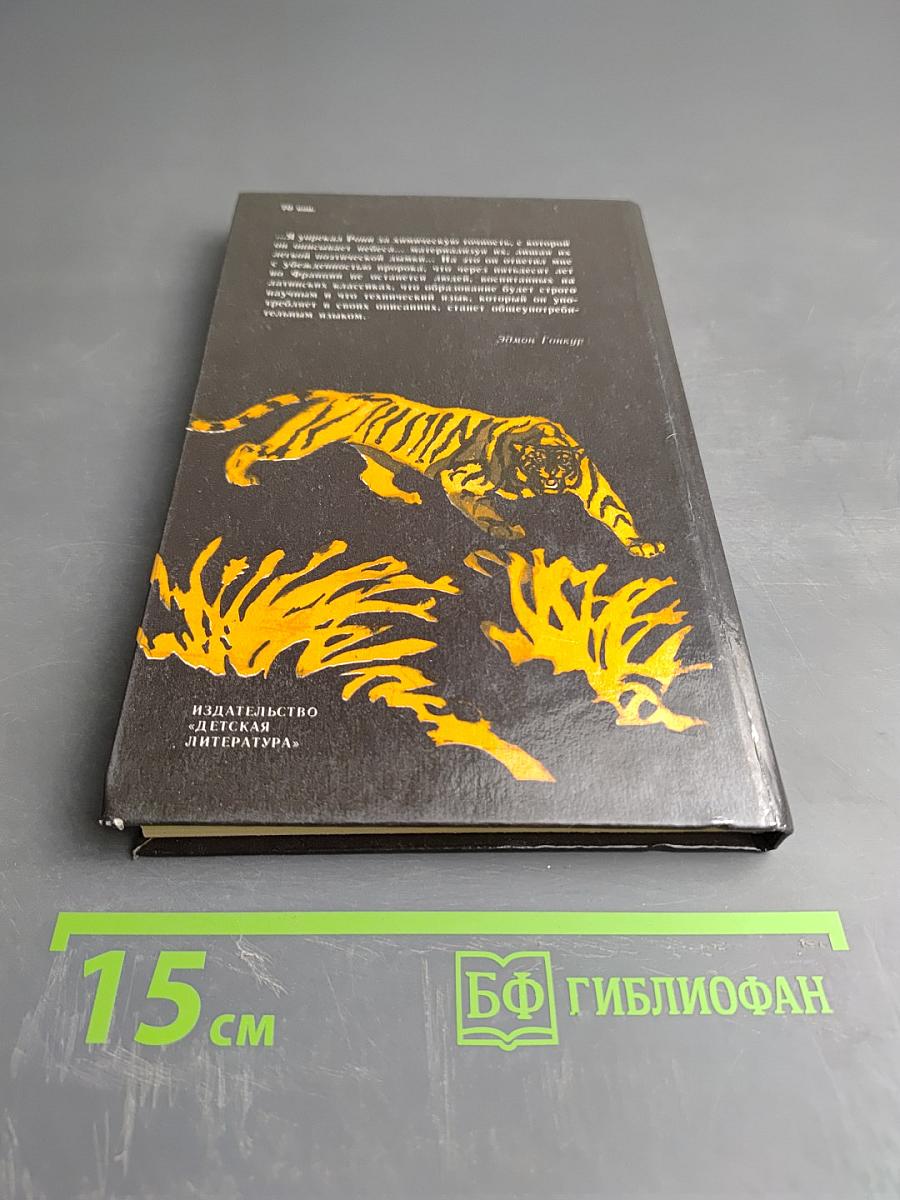 ...Я упрекал Рони за химическую точность, с которой
он описывает небеса... материализуя их, лишая их
легкой поэтической дымки... На это он ответил мне
с убежденностью пророка, что через пятьдесят лет
во Франции не останется людей, воспитанных на
латинских классиках, что образование будет строго
научным и что технический язык, который он упо-
требляет в своих описаниях, станет общеупотреби-
тельным языком.
Эдмон Гонкур
ИЗДАТЕЛЬСТВО
«ДЕТСКАЯ
ЛИТЕРАТУРА»
15 см
БФ ГИБЛИОФАН